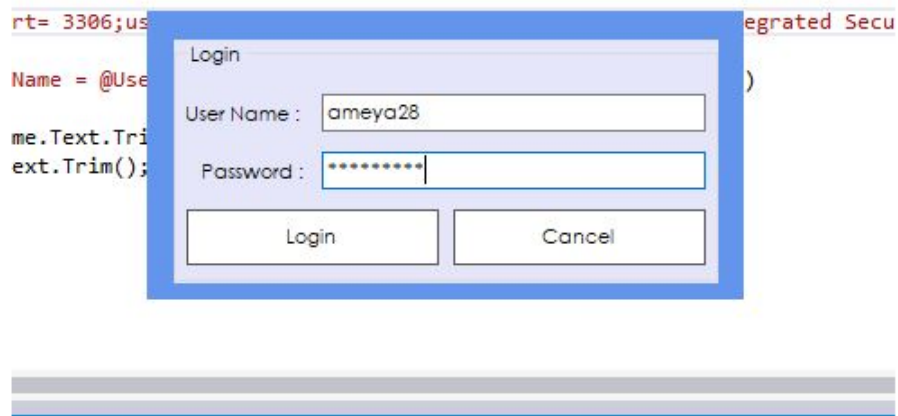 rt= 3306;us
egrated Secu
Login
Name = @Use
)
User Name :
ameya28
me.Text.Tri
ext.Trim();
Password :
*********
Login
Cancel